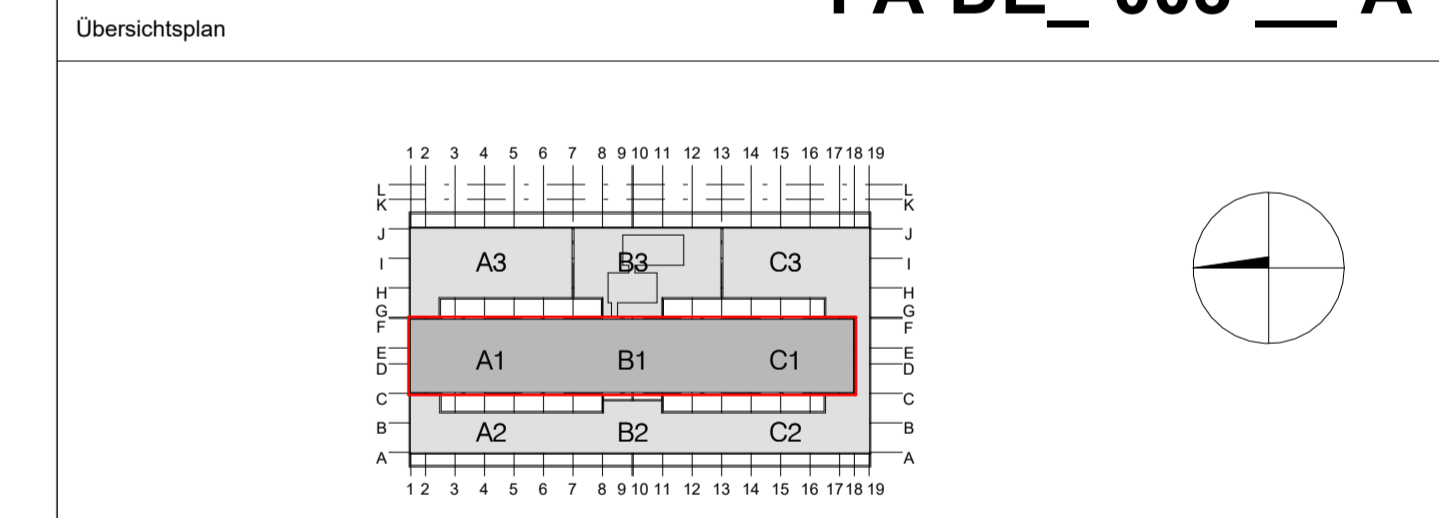 Übersichtsplan
1 2 3 4 5 6 7 8 9 10 11 12 13 14 15 16 17 18 19
L L
K K
J J
A3 B3 C3
I I
H H
G G
F F
E E
A1 B1 C1
D D
C C
B B
A2 B2 C2
A A
1 2 3 4 5 6 7 8 9 10 11 12 13 14 15 16 17 18 19